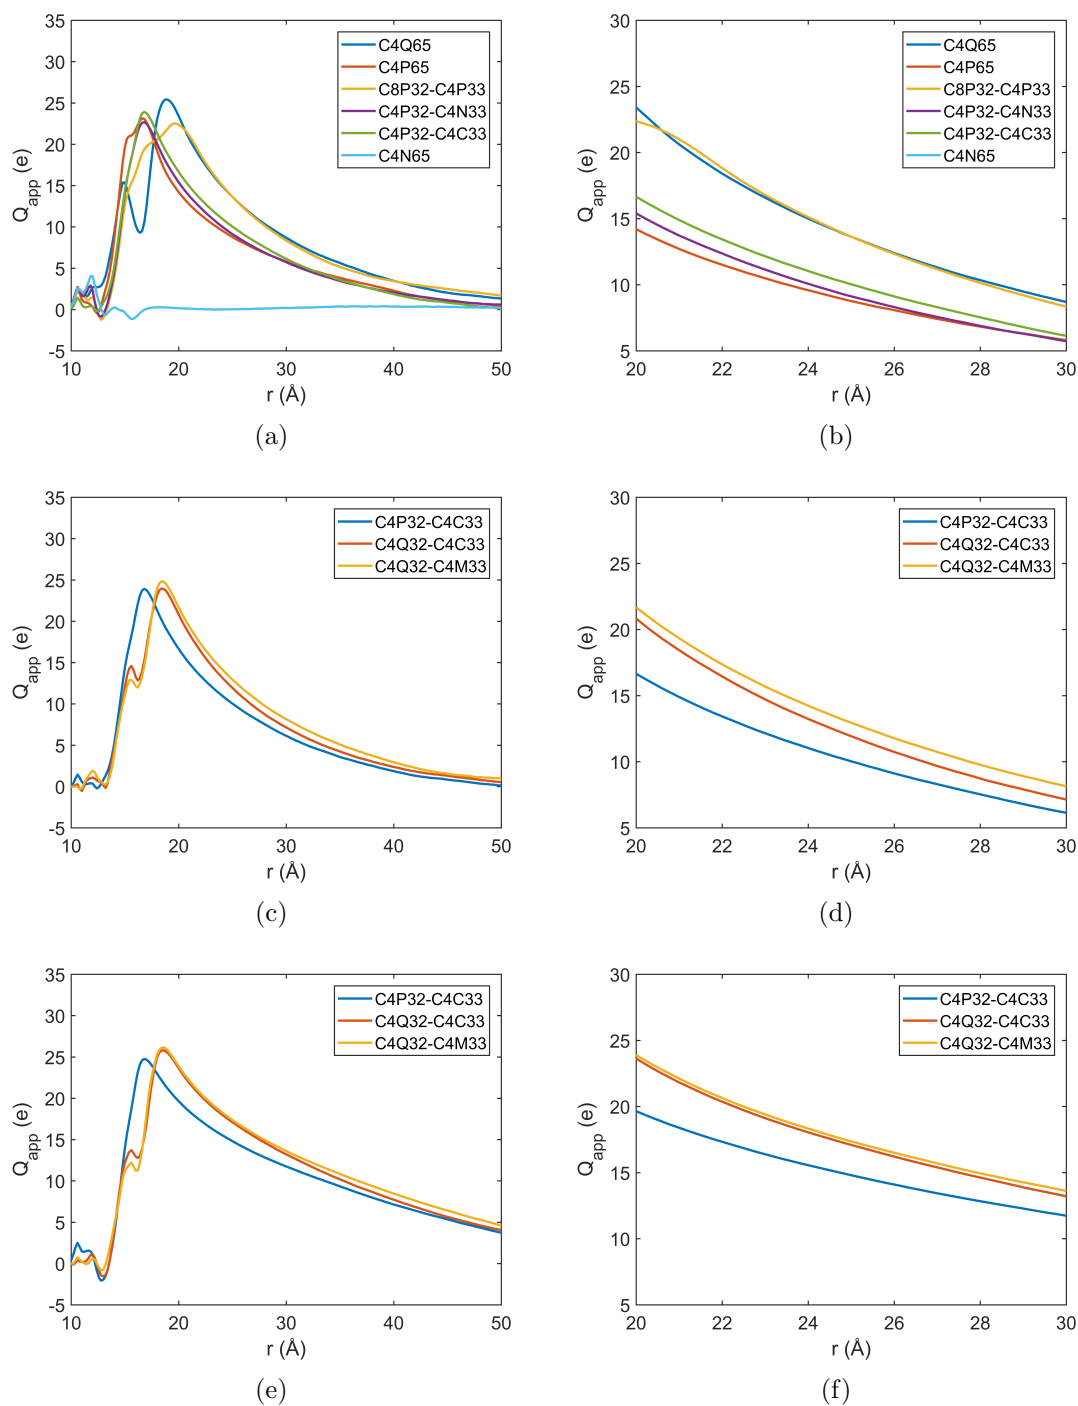 35
30
25
20
15
10
5
0
-5
Q_app (e)
C4Q65
C4P65
C8P32-C4P33
C4P32-C4N33
C4P32-C4C33
C4N65
10 20 30 40 50
r (Å)
(a)
30
25
20
15
10
5
Q_app (e)
C4Q65
C4P65
C8P32-C4P33
C4P32-C4N33
C4P32-C4C33
C4N65
20 22 24 26 28 30
r (Å)
(b)
35
30
25
20
15
10
5
0
-5
Q_app (e)
C4P32-C4C33
C4Q32-C4C33
C4Q32-C4M33
10 20 30 40 50
r (Å)
(c)
30
25
20
15
10
5
Q_app (e)
C4P32-C4C33
C4Q32-C4C33
C4Q32-C4M33
20 22 24 26 28 30
r (Å)
(d)
35
30
25
20
15
10
5
0
-5
Q_app (e)
C4P32-C4C33
C4Q32-C4C33
C4Q32-C4M33
10 20 30 40 50
r (Å)
(e)
30
25
20
15
10
5
Q_app (e)
C4P32-C4C33
C4Q32-C4C33
C4Q32-C4M33
20 22 24 26 28 30
r (Å)
(f)